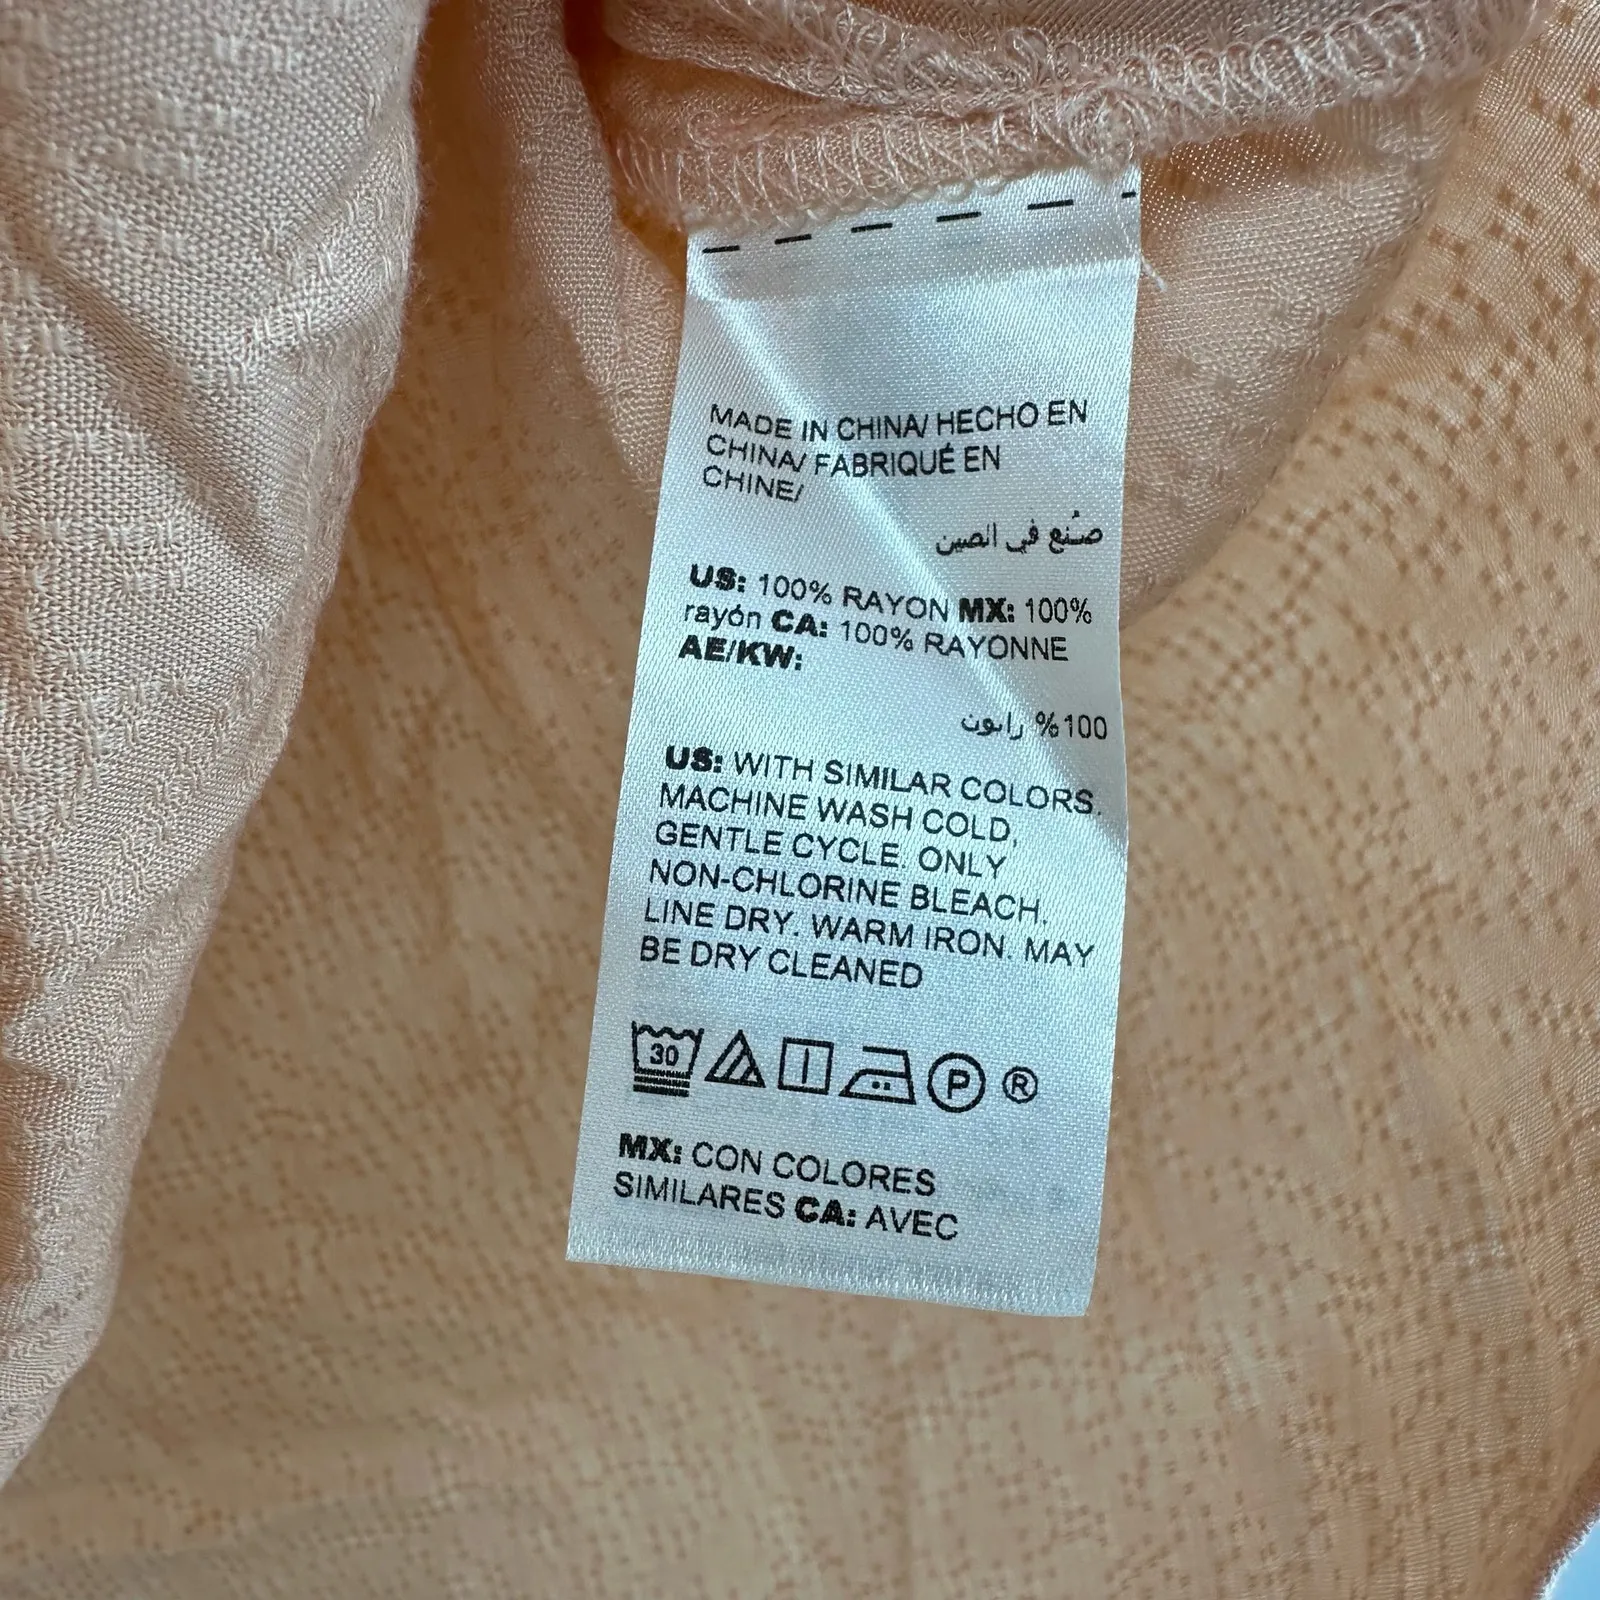 MADE IN CHINA/ HECHO EN
CHINA/ FABRIQUÉ EN
CHINE/
صُنع في الصين
US: 100% RAYON MX: 100%
rayón CA: 100% RAYONNE
AE/KW:
100% رايون
US: WITH SIMILAR COLORS.
MACHINE WASH COLD,
GENTLE CYCLE. ONLY
NON-CHLORINE BLEACH.
LINE DRY. WARM IRON. MAY
BE DRY CLEANED
30 P ®
MX: CON COLORES
SIMILARES CA: AVEC